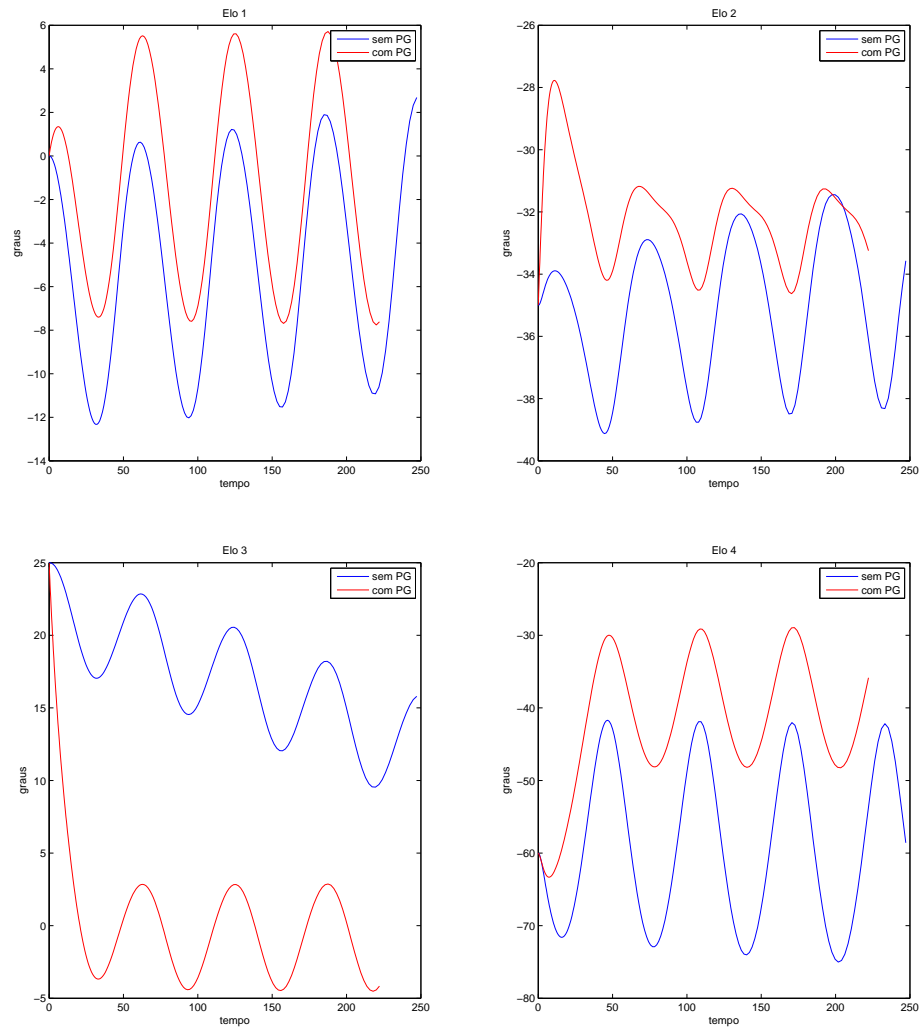 Elo 1
6
4
2
0
−2
−4
−6
−8
−10
−12
−14
graus
0
50
100
150
200
250
tempo
sem PG
com PG
Elo 2
−26
−28
−30
−32
−34
−36
−38
−40
graus
0
50
100
150
200
250
tempo
sem PG
com PG
Elo 3
25
20
15
10
5
0
−5
graus
0
50
100
150
200
250
tempo
sem PG
com PG
Elo 4
−20
−30
−40
−50
−60
−70
−80
graus
0
50
100
150
200
250
tempo
sem PG
com PG